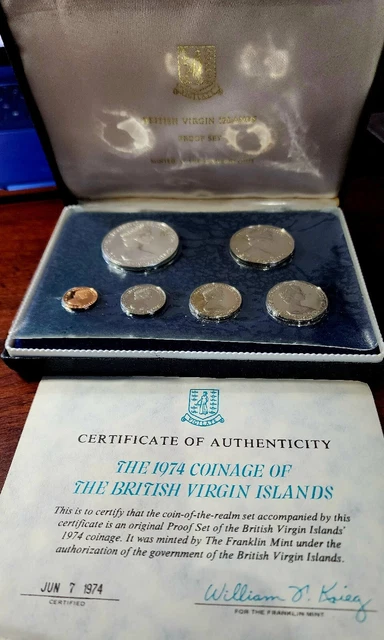 BRITISH VIRGIN ISLANDS
PROOF SET
VIGILATE
CERTIFICATE OF AUTHENTICITY
THE 1974 COINAGE OF
THE BRITISH VIRGIN ISLANDS
This is to certify that the coin-of-the-realm set accompanied by this
certificate is an original Proof Set of the British Virgin Islands'
1974 coinage. It was minted by The Franklin Mint under the
authorization of the government of the British Virgin Islands.
JUN 7 1974
CERTIFIED
William
FOR THE FRANKLIN MINT